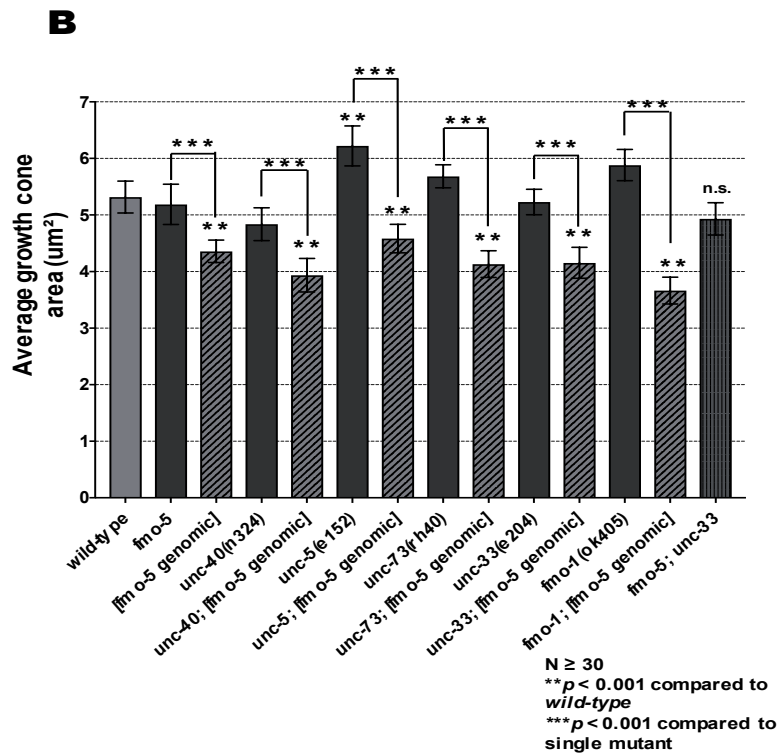 B
Average growth cone
area (um²)
7
6
5
4
3
2
1
0
***
***
***
***
***
***
**
**
**
**
**
**
**
n.s.
wild-type
fmo-5
[fmo-5 genomic]
unc-40(n324)
unc-40; [fmo-5 genomic]
unc-5(e152)
unc-5; [fmo-5 genomic]
unc-73(rh40)
unc-73; [fmo-5 genomic]
unc-33(e204)
unc-33; [fmo-5 genomic]
fmo-1(ok405)
fmo-1; [fmo-5 genomic]
fmo-5; unc-33
N ≥ 30
**p < 0.001 compared to
wild-type
***p < 0.001 compared to
single mutant